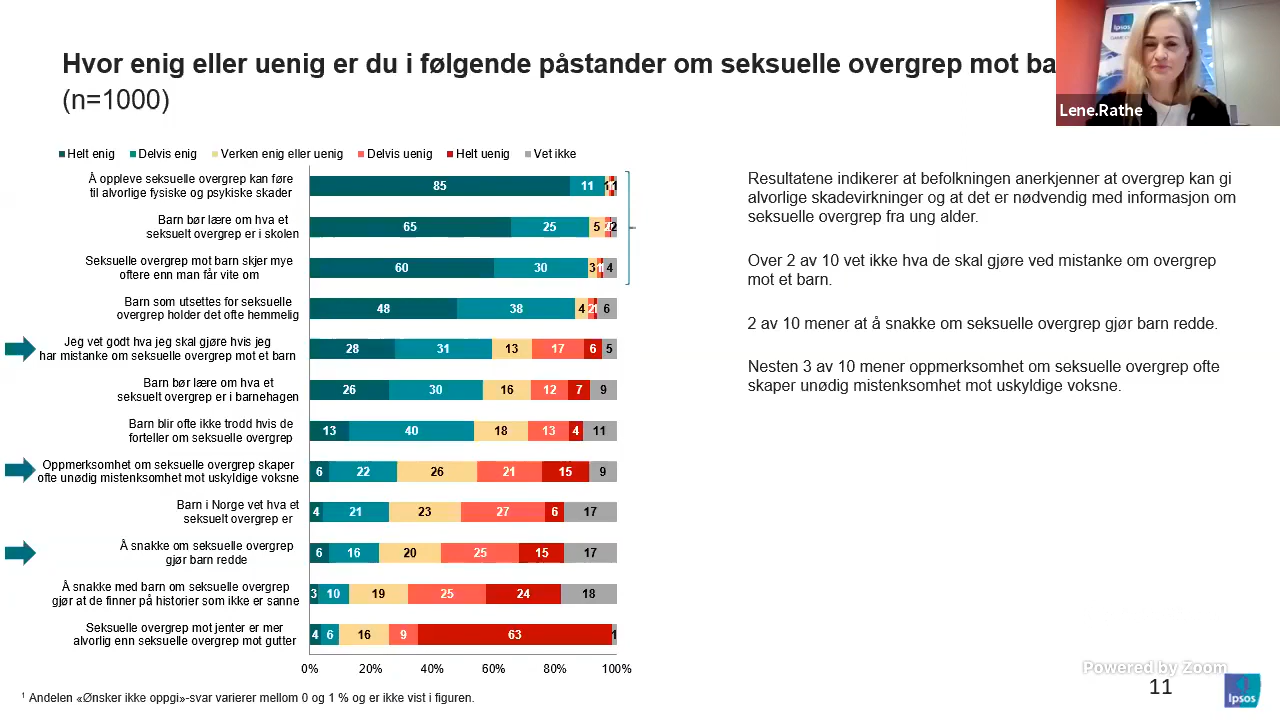 Hvor enig eller uenig er du i følgende påstander om seksuelle overgrep mot ba
(n=1000)
Ipsos
Lene.Rathe
Helt enig Delvis enig Verken enig eller uenig Delvis uenig Helt uenig Vet ikke
Å oppleve seksuelle overgrep kan føre
til alvorlige fysiske og psykiske skader
85 11 1 1 1
Barn bør lære om hva et
seksuelt overgrep er i skolen
65 25 5 2
Seksuelle overgrep mot barn skjer mye
oftere enn man får vite om
60 30 3 1 4
Barn som utsettes for seksuelle
overgrep holder det ofte hemmelig
48 38 4 2 1 6
Jeg vet godt hva jeg skal gjøre hvis jeg
har mistanke om seksuelle overgrep mot et barn
28 31 13 17 6 5
Barn bør lære om hva et
seksuelt overgrep er i barnehagen
26 30 16 12 7 9
Barn blir ofte ikke trodd hvis de
forteller om seksuelle overgrep
13 40 18 13 4 11
Oppmerksomhet om seksuelle overgrep skaper
ofte unødig mistenksomhet mot uskyldige voksne
6 22 26 21 15 9
Barn i Norge vet hva et
seksuelt overgrep er
4 21 23 27 6 17
Å snakke om seksuelle overgrep
gjør barn redde
6 16 20 25 15 17
Å snakke med barn om seksuelle overgrep
gjør at de finner på historier som ikke er sanne
3 10 19 25 24 18
Seksuelle overgrep mot jenter er mer
alvorlig enn seksuelle overgrep mot gutter
4 6 16 9 63 1
0% 20% 40% 60% 80% 100%
Resultatene indikerer at befolkningen anerkjenner at overgrep kan gi
alvorlige skadevirkninger og at det er nødvendig med informasjon om
seksuelle overgrep fra ung alder.
Over 2 av 10 vet ikke hva de skal gjøre ved mistanke om overgrep
mot et barn.
2 av 10 mener at å snakke om seksuelle overgrep gjør barn redde.
Nesten 3 av 10 mener oppmerksomhet om seksuelle overgrep ofte
skaper unødig mistenksomhet mot uskyldige voksne.
1 Andelen «Ønsker ikke oppgi»-svar varierer mellom 0 og 1 % og er ikke vist i figuren.
Powered by Zoom
11
Ipsos